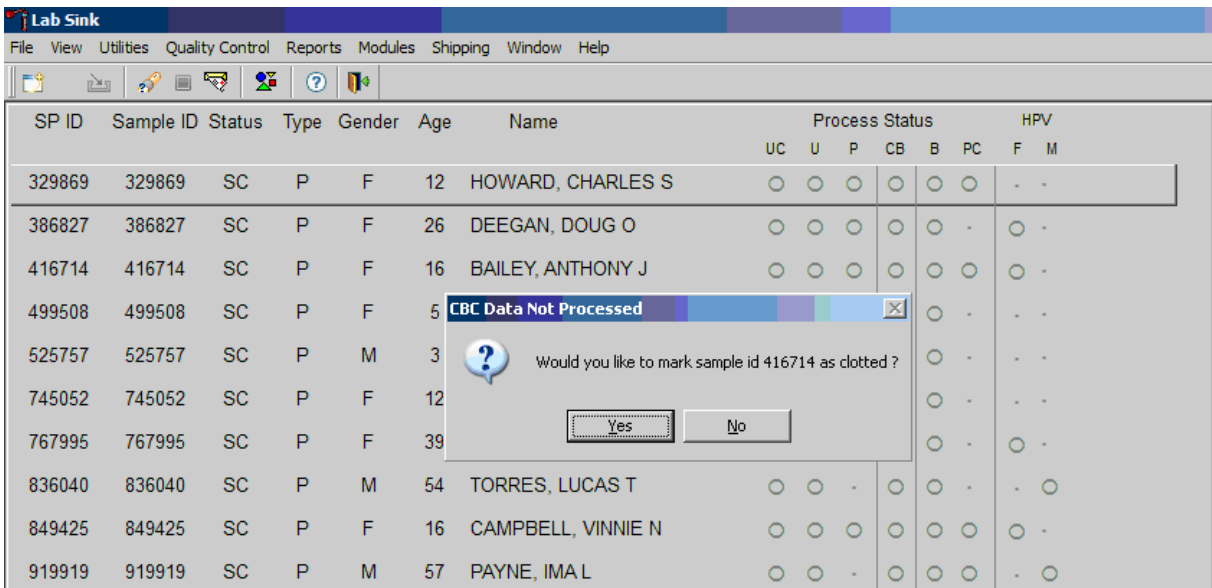 Lab Sink
File View Utilities Quality Control Reports Modules Shipping Window Help
SP ID Sample ID Status Type Gender Age Name Process Status HPV
UC U P CB B PC F M
329869 329869 SC P F 12 HOWARD, CHARLES S - -
386827 386827 SC P F 26 DEEGAN, DOUG O - -
416714 416714 SC P F 16 BAILEY, ANTHONY J -
499508 499508 SC P F 5 - - -
525757 525757 SC P M 3 - - -
745052 745052 SC P F 12 - - -
767995 767995 SC P F 39 - -
836040 836040 SC P M 54 TORRES, LUCAS T - - -
849425 849425 SC P F 16 CAMPBELL, VINNIE N -
919919 919919 SC P M 57 PAYNE, IMA L - -
CBC Data Not Processed
Would you like to mark sample id 416714 as clotted ?
Yes No